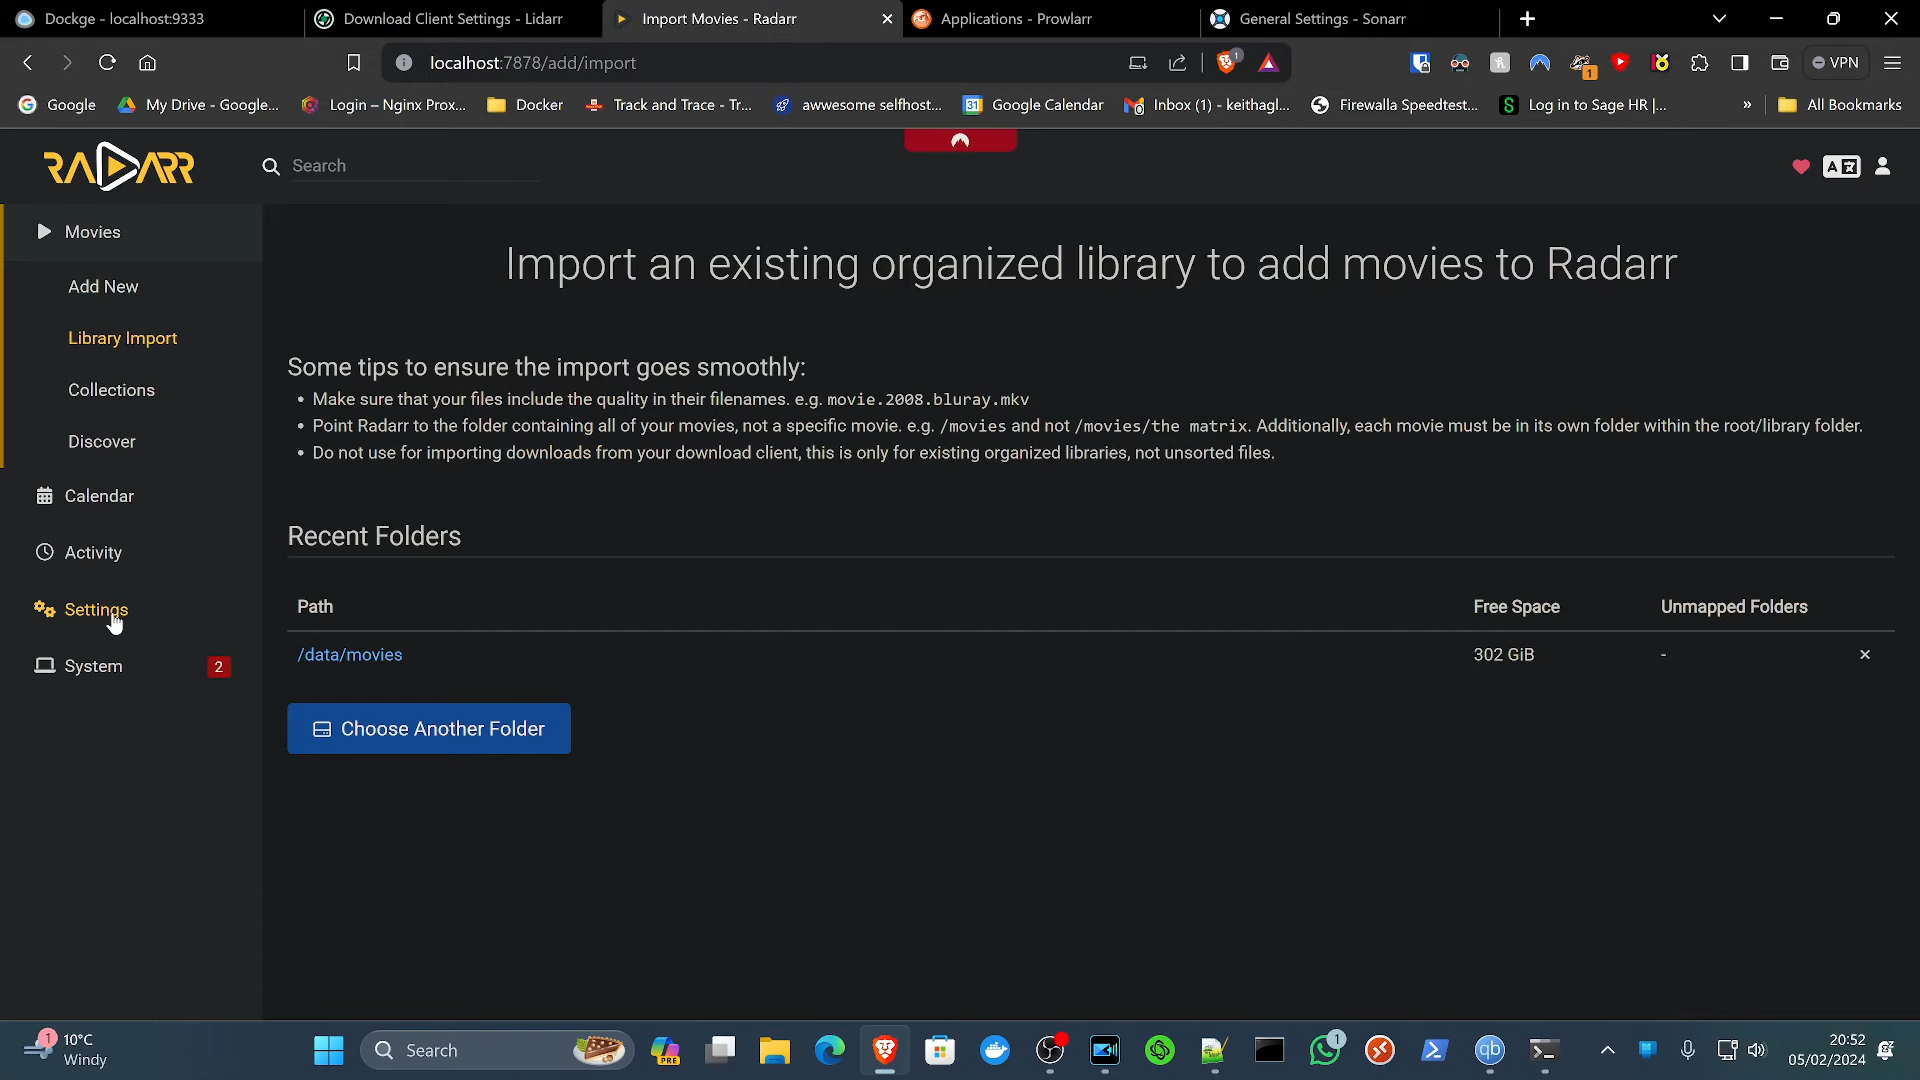 Dockge - localhost:9333
Download Client Settings - Lidarr
Import Movies - Radarr
Applications - Prowlarr
General Settings - Sonarr
localhost:7878/add/import
1
1
VPN
Google
My Drive - Google...
Login – Nginx Prox...
Docker
Track and Trace - Tr...
awwesome selfhost...
31
Google Calendar
Inbox (1) - keithagl...
Firewalla Speedtest...
S
Log in to Sage HR |...
»
All Bookmarks
RADARR
Search
Movies
Add New
Library Import
Collections
Discover
Calendar
Activity
Settings
System
2
Import an existing organized library to add movies to Radarr
Some tips to ensure the import goes smoothly:
• Make sure that your files include the quality in their filenames. e.g. movie.2008.bluray.mkv
• Point Radarr to the folder containing all of your movies, not a specific movie. e.g. /movies and not /movies/the matrix. Additionally, each movie must be in its own folder within the root/library folder.
• Do not use for importing downloads from your download client, this is only for existing organized libraries, not unsorted files.
Recent Folders
Path
Free Space
Unmapped Folders
/data/movies
302 GiB
-
Choose Another Folder
1
10°C
Windy
Search
PRE
1
qb
20:52
05/02/2024